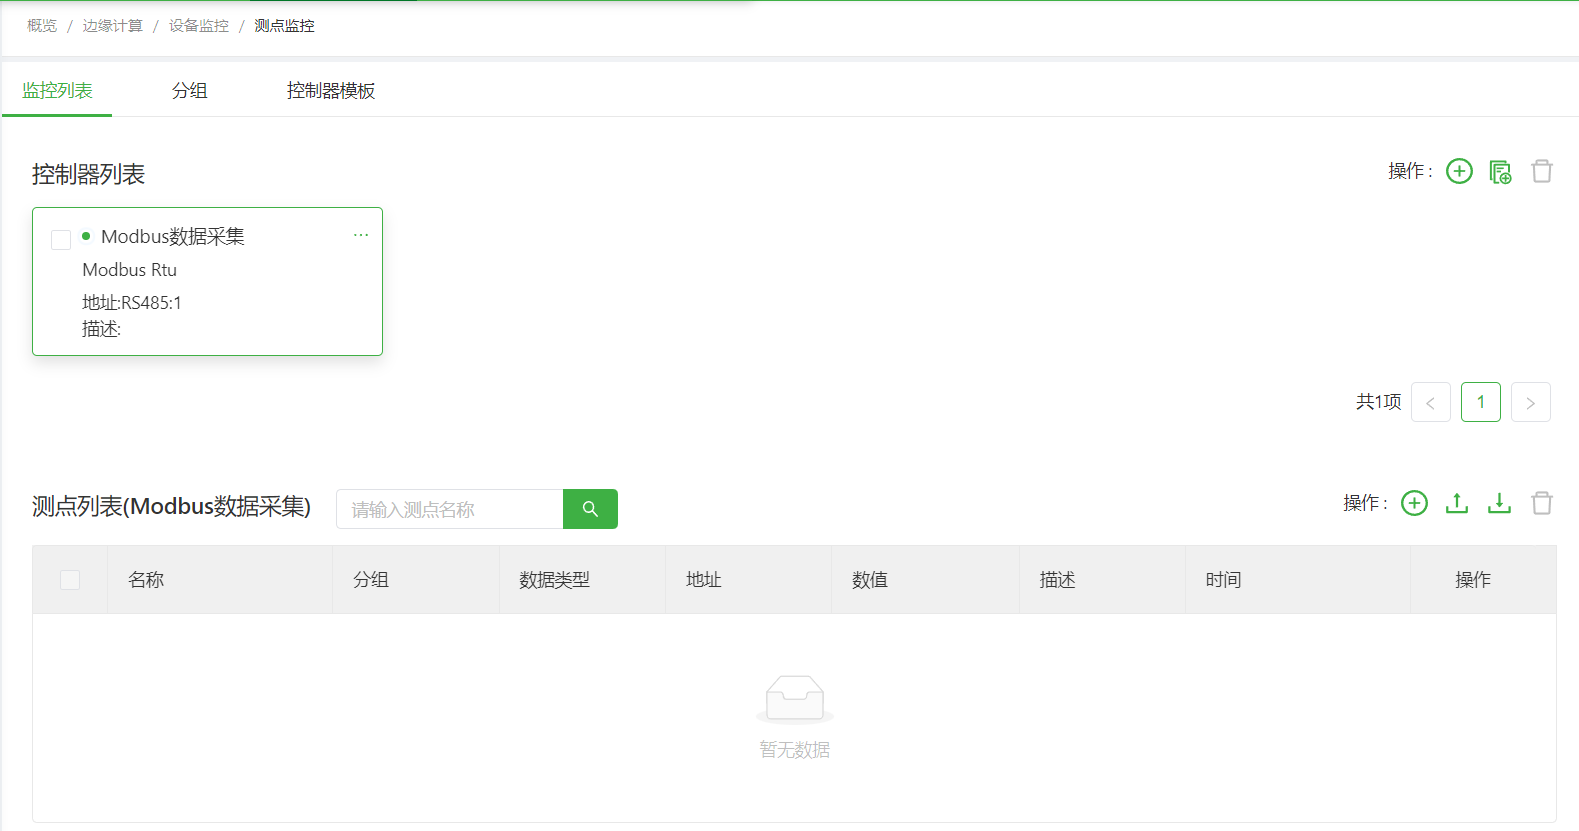 概览 / 边缘计算 / 设备监控 / 测点监控
监控列表 分组 控制器模板
控制器列表 操作 :
Modbus数据采集 ...
Modbus Rtu
地址:RS485:1
描述:
共1项 < 1 >
测点列表(Modbus数据采集) 请输入测点名称 操作 :
名称 分组 数据类型 地址 数值 描述 时间 操作
暂无数据